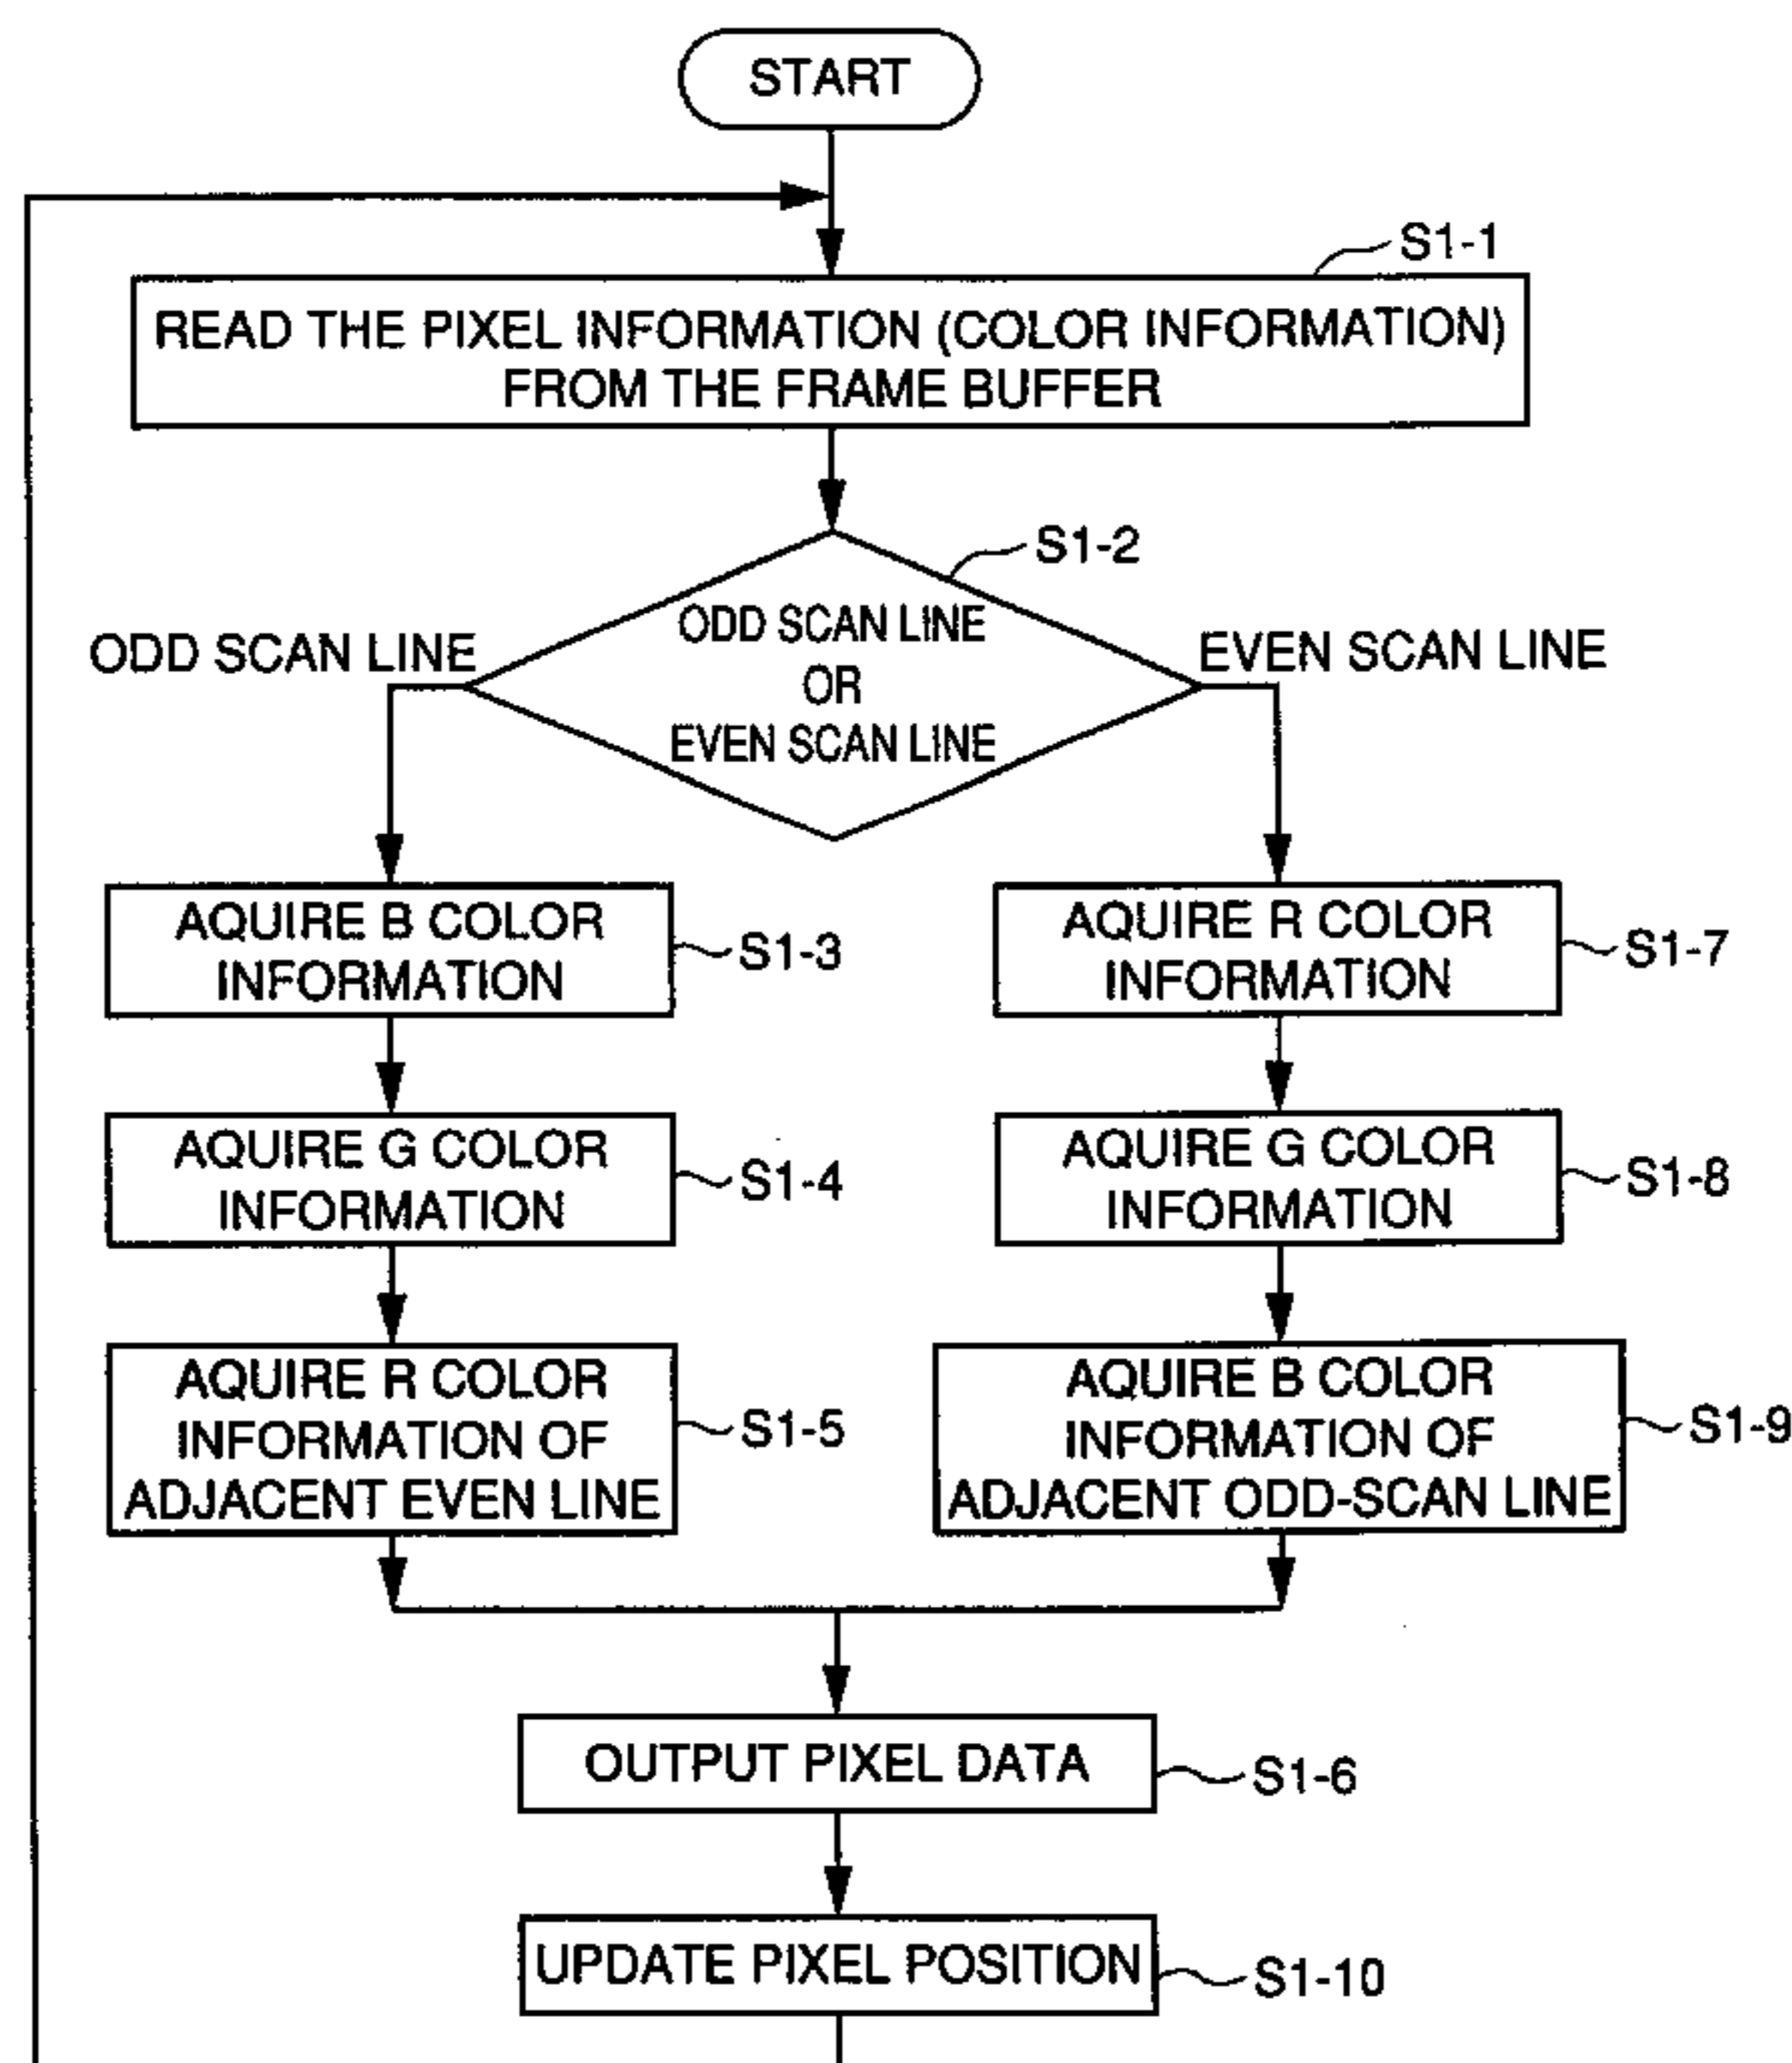 START
S1-1
READ THE PIXEL INFORMATION (COLOR INFORMATION)
FROM THE FRAME BUFFER
S1-2
ODD SCAN LINE
OR
EVEN SCAN LINE
ODD SCAN LINE
EVEN SCAN LINE
AQUIRE B COLOR
INFORMATION
S1-3
AQUIRE G COLOR
INFORMATION
S1-4
AQUIRE R COLOR
INFORMATION OF
ADJACENT EVEN LINE
S1-5
AQUIRE R COLOR
INFORMATION
S1-7
AQUIRE G COLOR
INFORMATION
S1-8
AQUIRE B COLOR
INFORMATION OF
ADJACENT ODD-SCAN LINE
S1-9
OUTPUT PIXEL DATA
S1-6
UPDATE PIXEL POSITION
S1-10